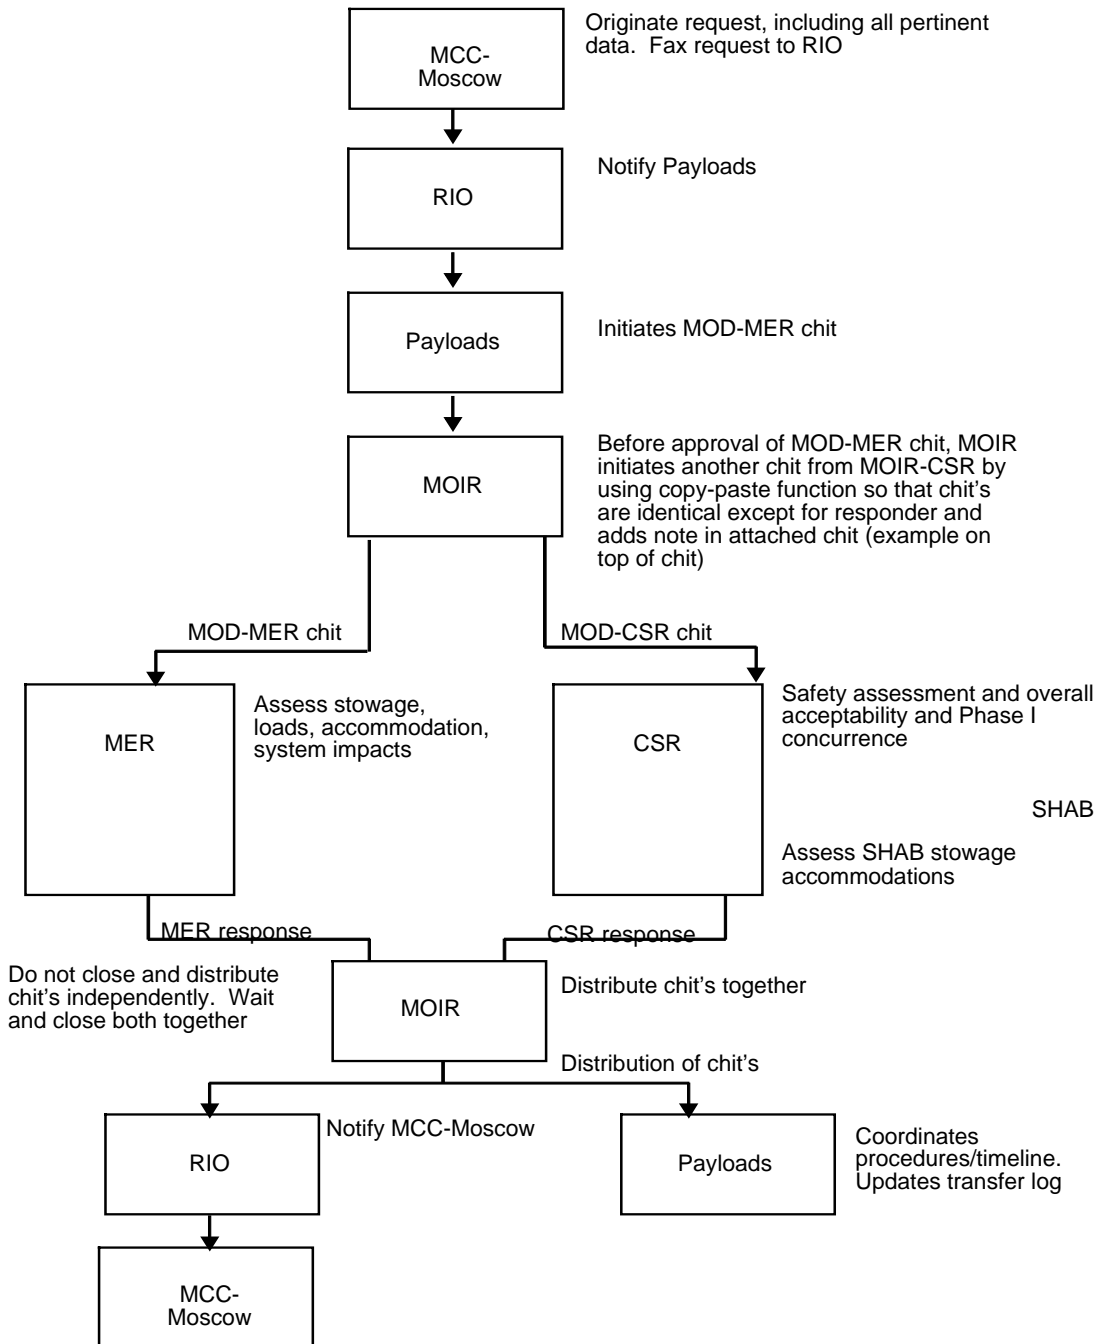 Originate request, including all pertinent
data.  Fax request to RIO
MCC-
Moscow
Notify Payloads
RIO
Initiates MOD-MER chit
Payloads
Before approval of MOD-MER chit, MOIR
initiates another chit from MOIR-CSR by
using copy-paste function so that chit's
are identical except for responder and
adds note in attached chit (example on
top of chit)
MOIR
MOD-MER chit
MOD-CSR chit
Assess stowage,
loads, accommodation,
system impacts
MER
Safety assessment and overall
acceptability and Phase I
concurrence
CSR
SHAB
Assess SHAB stowage
accommodations
MER response
CSR response
Do not close and distribute
chit's independently.  Wait
and close both together
MOIR
Distribute chit's together
Distribution of chit's
Notify MCC-Moscow
RIO
Payloads
Coordinates
procedures/timeline.
Updates transfer log
MCC-
Moscow